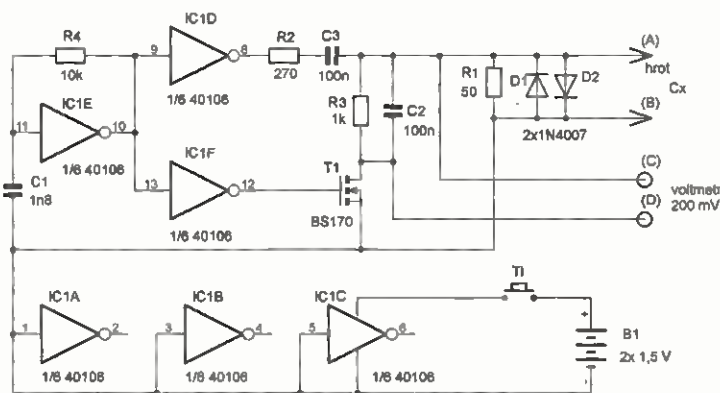 IC1D
R4
9
8
R2
C3
10k
270
100n
(A)
hrot
IC1E
1/6 40106
R3
1k
C2
100n
R1
50
D1
D2
Cx
(B)
11
10
IC1F
2x1N4007
1/6 40106
C1
1n8
13
12
T1
(C)
voltmetr
200 mV
BS170
(D)
1/6 40106
IC1A
IC1B
IC1C
Tl
1
2
3
4
5
6
+
B1
2x 1,5 V
1/6 40106
1/6 40106
1/6 40106
-